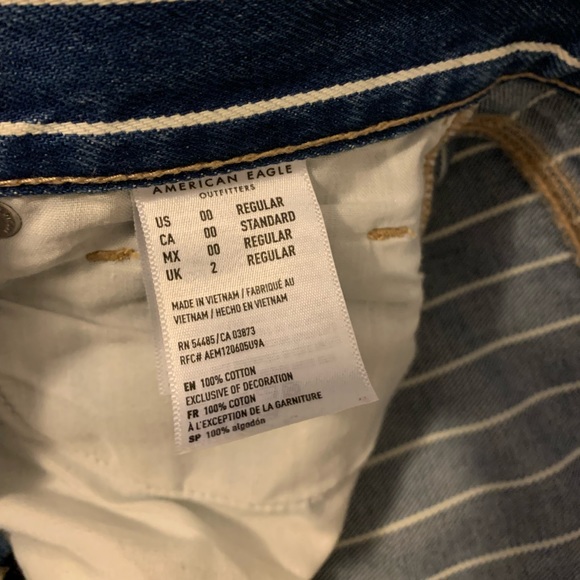 AMERICAN EAGLE
OUTFITTERS
US 00 REGULAR
CA 00 STANDARD
MX 00 REGULAR
UK 2 REGULAR
MADE IN VIETNAM / FABRIQUÉ AU
VIETNAM / HECHO EN VIETNAM
RN 54485/CA 03873
RFC# AEM120605U9A
EN 100% COTTON
EXCLUSIVE OF DECORATION
FR 100% COTON
À L'EXCEPTION DE LA GARNITURE
SP 100% algodón